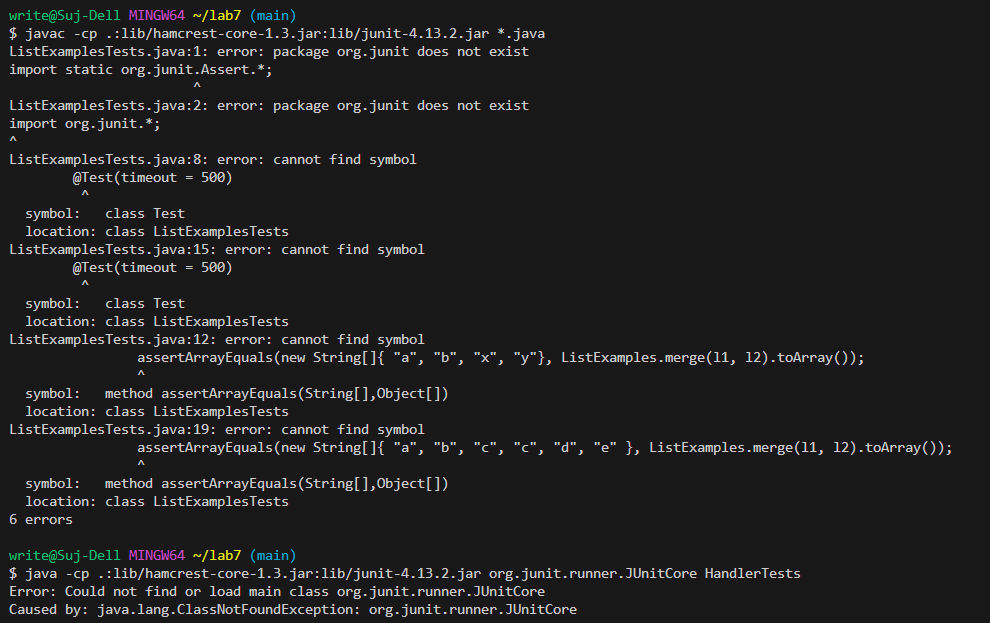 write@Suj-Dell MINGW64 ~/lab7 (main)
$ javac -cp .:lib/hamcrest-core-1.3.jar:lib/junit-4.13.2.jar *.java
ListExamplesTests.java:1: error: package org.junit does not exist
import static org.junit.Assert.*;
                       ^
ListExamplesTests.java:2: error: package org.junit does not exist
import org.junit.*;
^
ListExamplesTests.java:8: error: cannot find symbol
        @Test(timeout = 500)
         ^
  symbol:   class Test
  location: class ListExamplesTests
ListExamplesTests.java:15: error: cannot find symbol
        @Test(timeout = 500)
         ^
  symbol:   class Test
  location: class ListExamplesTests
ListExamplesTests.java:12: error: cannot find symbol
                assertArrayEquals(new String[]{ "a", "b", "x", "y"}, ListExamples.merge(l1, l2).toArray());
                ^
  symbol:   method assertArrayEquals(String[],Object[])
  location: class ListExamplesTests
ListExamplesTests.java:19: error: cannot find symbol
                assertArrayEquals(new String[]{ "a", "b", "c", "c", "d", "e" }, ListExamples.merge(l1, l2).toArray());
                ^
  symbol:   method assertArrayEquals(String[],Object[])
  location: class ListExamplesTests
6 errors
write@Suj-Dell MINGW64 ~/lab7 (main)
$ java -cp .:lib/hamcrest-core-1.3.jar:lib/junit-4.13.2.jar org.junit.runner.JUnitCore HandlerTests
Error: Could not find or load main class org.junit.runner.JUnitCore
Caused by: java.lang.ClassNotFoundException: org.junit.runner.JUnitCore